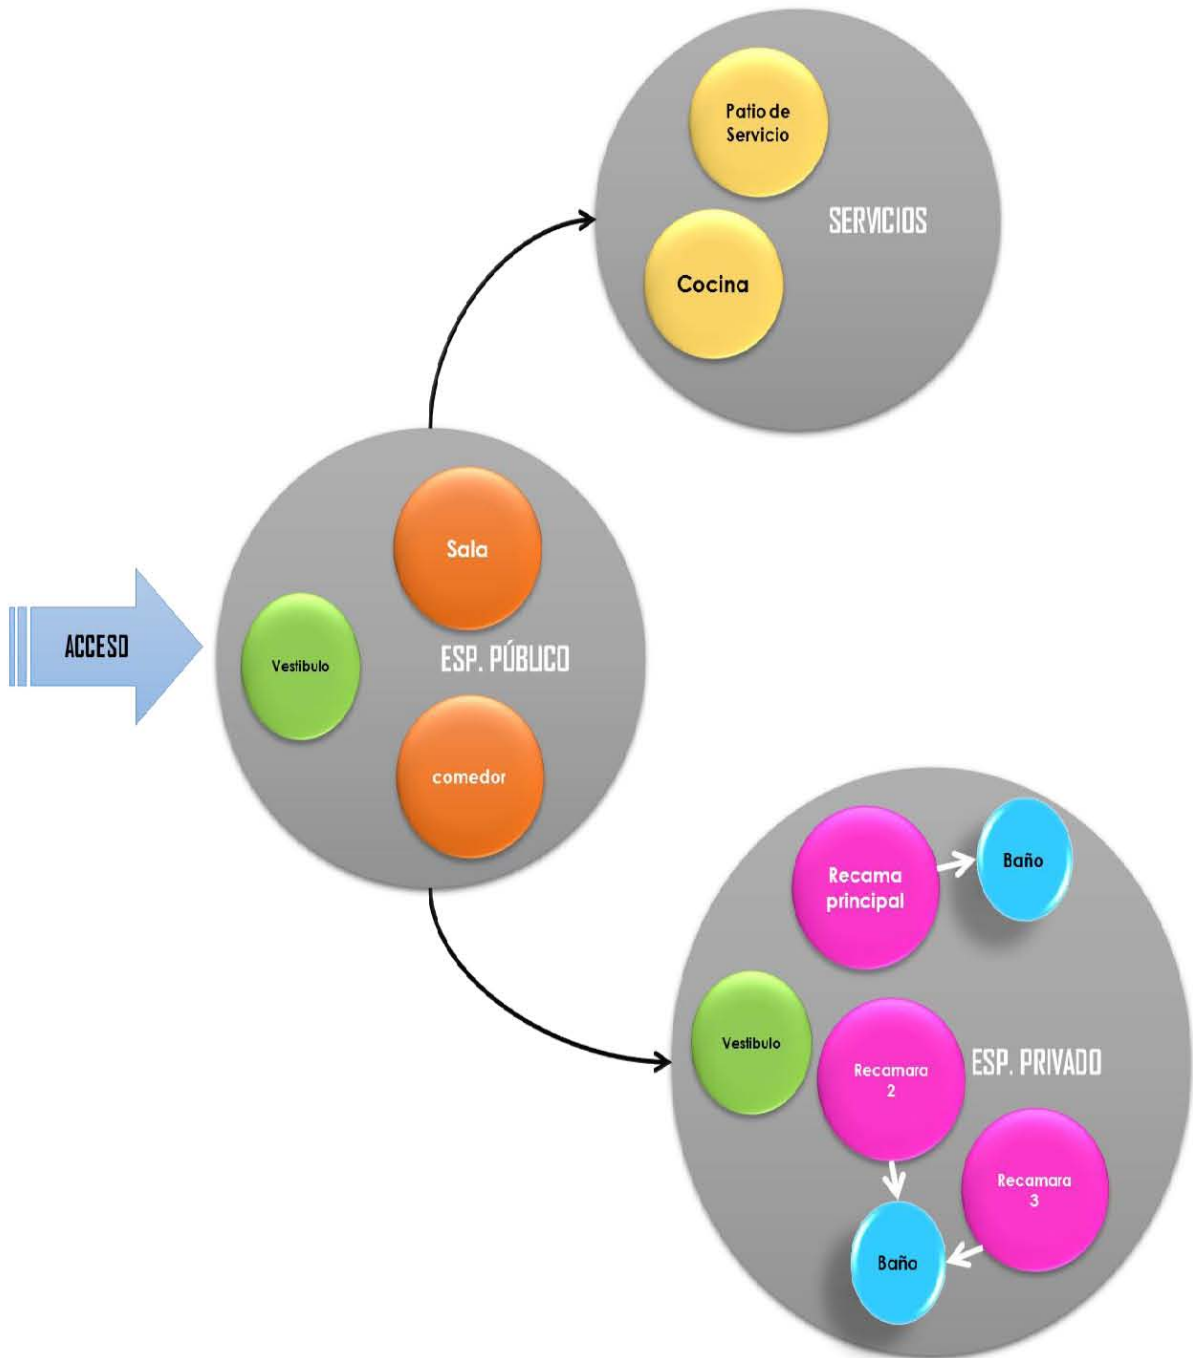 Patio de
Servicio
SERVICIOS
Cocina
Sala
ACCESO
Vestibulo
ESP. PÚBLICO
comedor
Recama
principal
Baño
Vestibulo
Recamara
2
ESP. PRIVADO
Recamara
3
Baño